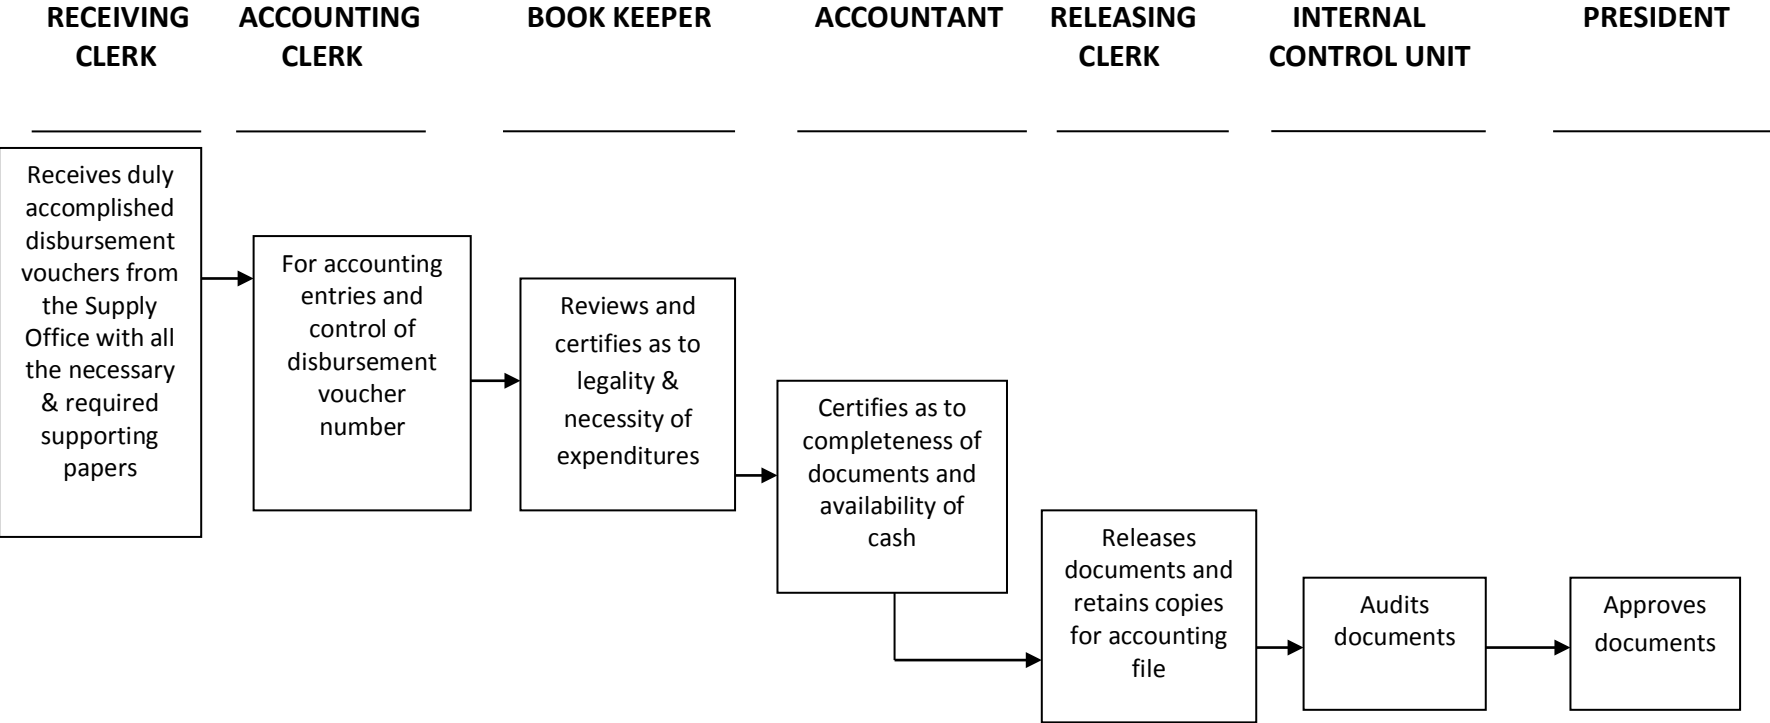 RECEIVING
CLERK
ACCOUNTING
CLERK
BOOK KEEPER
ACCOUNTANT
RELEASING
CLERK
INTERNAL
CONTROL UNIT
PRESIDENT
Receives duly
accomplished
disbursement
vouchers from
the Supply
Office with all
the necessary
& required
supporting
papers
For accounting
entries and
control of
disbursement
voucher
number
Reviews and
certifies as to
legality &
necessity of
expenditures
Certifies as to
completeness of
documents and
availability of
cash
Releases
documents and
retains copies
for accounting
file
Audits
documents
Approves
documents